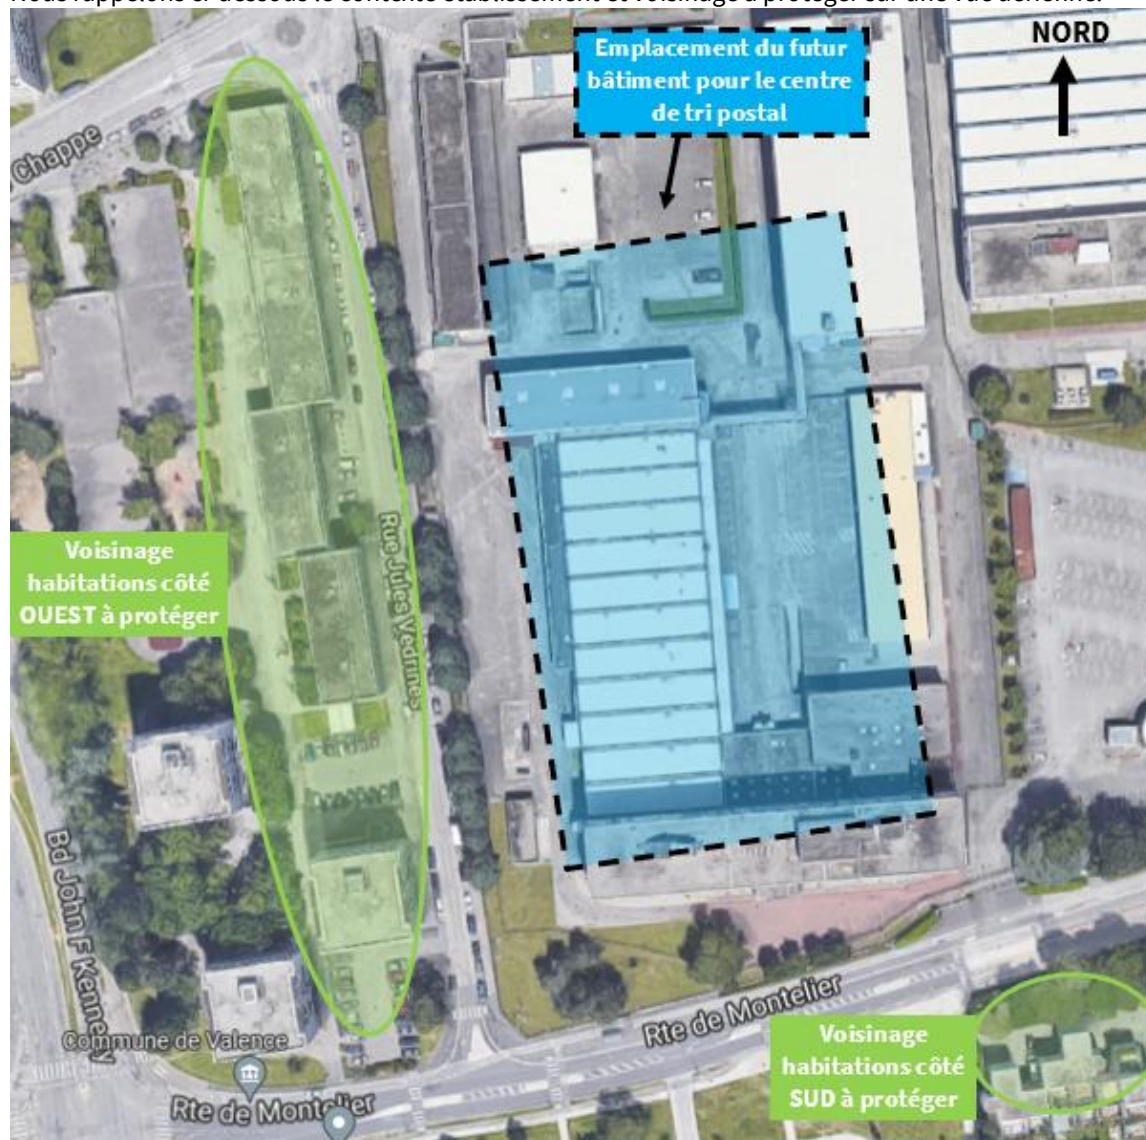 NORD
Emplacement du futur
bâtiment pour le centre
de tri postal
Chappe
Voisinage
habitations côté
OUEST à protéger
Rue Jules Védrines
Bd John F Kennedy
Rte de Montelier
Commune de Valence
Rte de Montelier
Voisinage
habitations côté
SUD à protéger